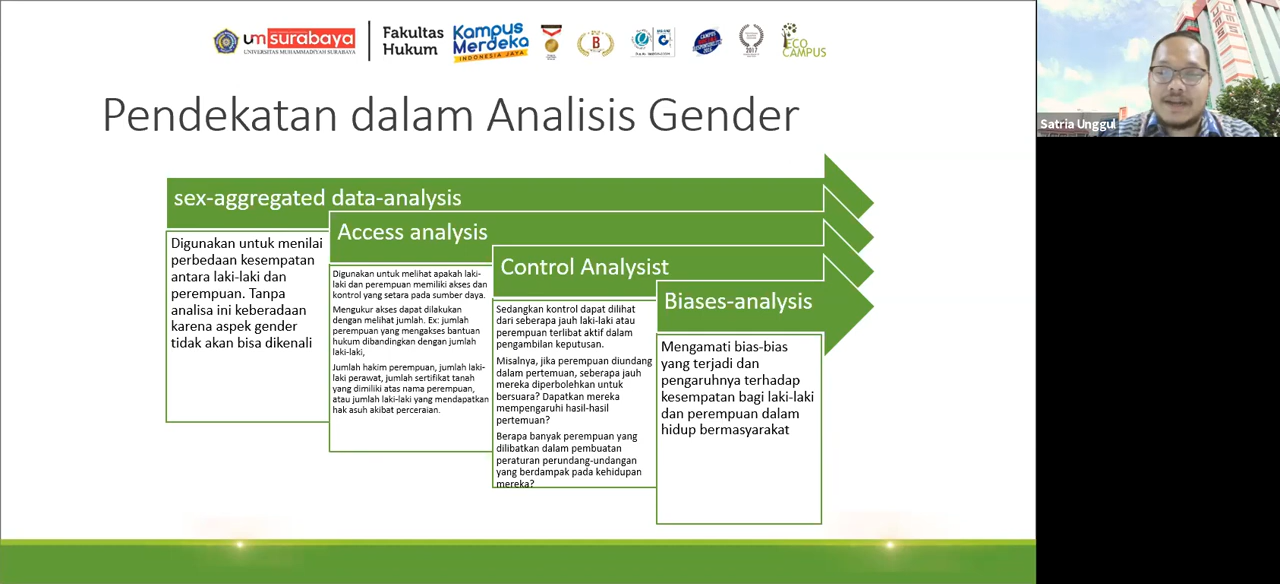 um surabaya
UNIVERSITAS MUHAMMADIYAH SURABAYA
Fakultas
Hukum
Kampus
Merdeka
INDONESIA JAYA
B
2017
ECO
CAMPUS
Satria Unggul
Pendekatan dalam Analisis Gender
sex-aggregated data-analysis
Digunakan untuk menilai
perbedaan kesempatan
antara laki-laki dan
perempuan. Tanpa
analisa ini keberadaan
karena aspek gender
tidak akan bisa dikenali
Access analysis
Digunakan untuk melihat apakah laki-
laki dan perempuan memiliki akses dan
kontrol yang setara pada sumber daya.
Mengukur akses dapat dilakukan
dengan melihat jumlah. Ex: jumlah
perempuan yang mengakses bantuan
hukum dibandingkan dengan jumlah
laki-laki,
Jumlah hakim perempuan, jumlah laki-
laki perawat, jumlah sertifikat tanah
yang dimiliki atas nama perempuan,
atau jumlah laki-laki yang mendapatkan
hak asuh akibat perceraian.
Control Analysist
Sedangkan kontrol dapat dilihat
dari seberapa jauh laki-laki atau
perempuan terlibat aktif dalam
pengambilan keputusan.
Misalnya, jika perempuan diundang
dalam pertemuan, seberapa jauh
mereka diperbolehkan untuk
bersuara? Dapatkan mereka
mempengaruhi hasil-hasil
pertemuan?
Berapa banyak perempuan yang
dilibatkan dalam pembuatan
peraturan perundang-undangan
yang berdampak pada kehidupan
mereka?
Biases-analysis
Mengamati bias-bias
yang terjadi dan
pengaruhnya terhadap
kesempatan bagi laki-laki
dan perempuan dalam
hidup bermasyarakat